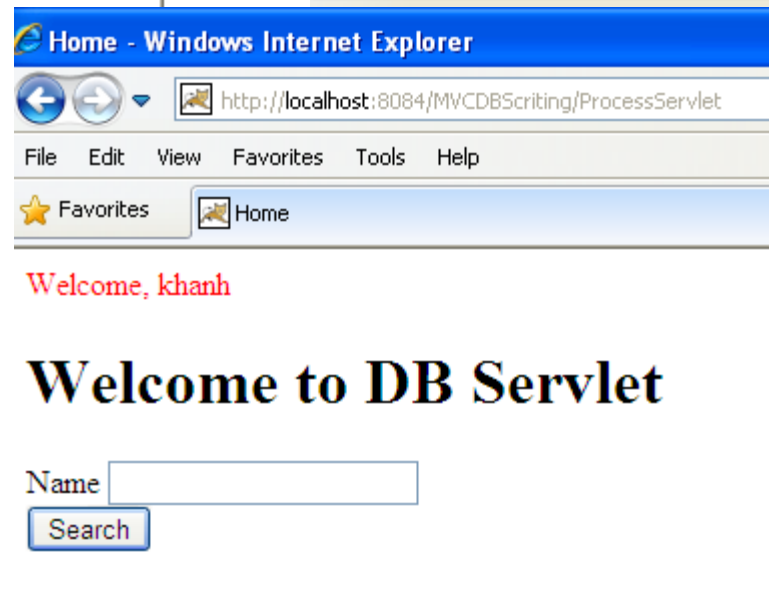 Home - Windows Internet Explorer
http://localhost:8084/MVCDBScriting/ProcessServlet
File Edit View Favorites Tools Help
Favorites Home
Welcome, khanh
Welcome to DB Servlet
Name
Search